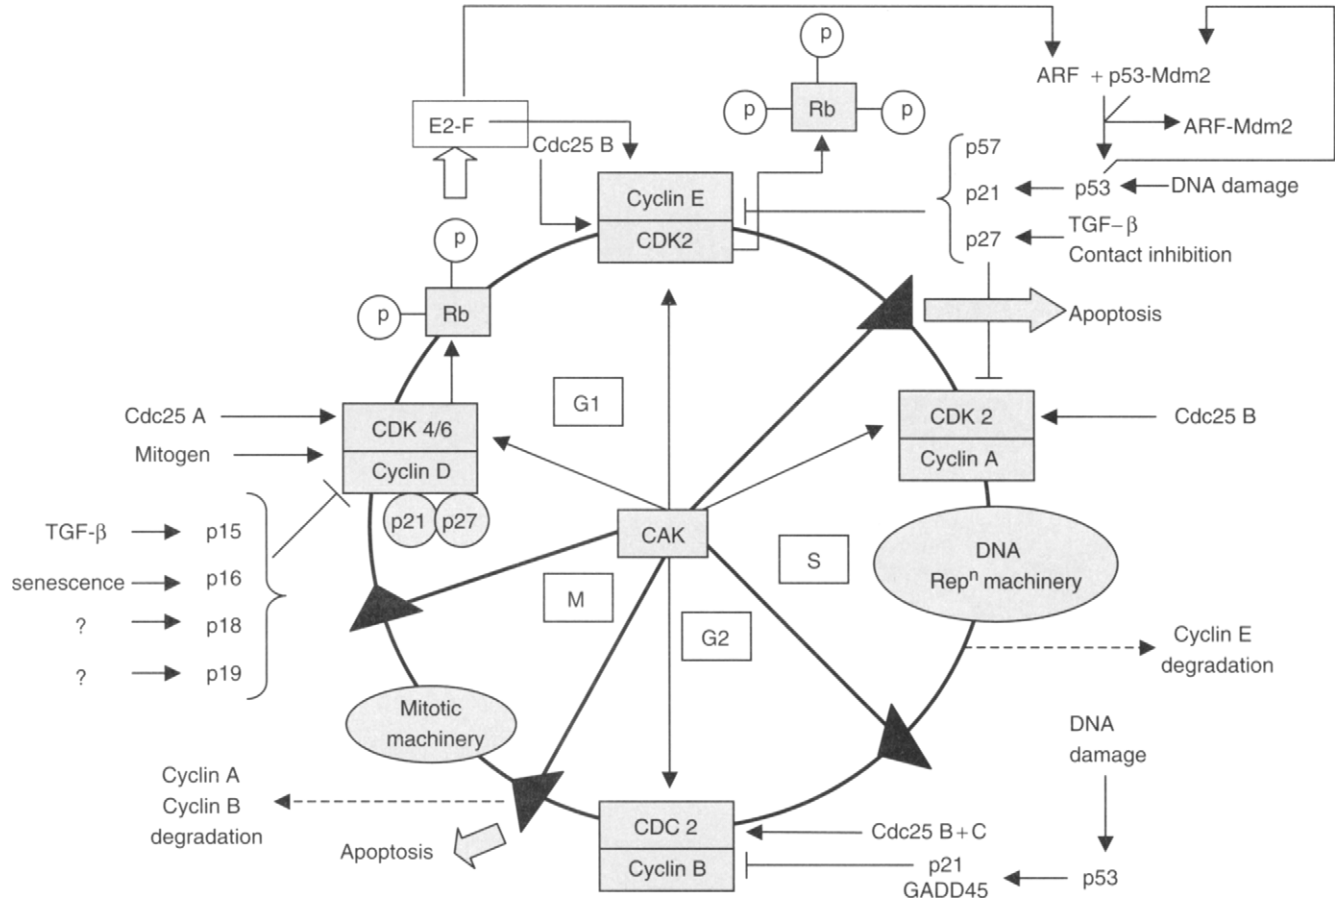 p
p
Rb
p
ARF + p53-Mdm2
ARF-Mdm2
E2-F
Cdc25 B
p57
p21
p53
DNA damage
p27
TGF–β
Contact inhibition
Cyclin E
CDK2
p
p
Rb
Apoptosis
G1
Cdc25 A
CDK 4/6
Mitogen
Cyclin D
p21
p27
CDK 2
Cyclin A
Cdc25 B
TGF-β
p15
senescence
p16
?
p18
?
p19
CAK
S
M
G2
DNA
Repⁿ machinery
Cyclin E
degradation
Mitotic
machinery
DNA
damage
Cyclin A
Cyclin B
degradation
Apoptosis
CDC 2
Cyclin B
Cdc25 B+C
p21
GADD45
p53